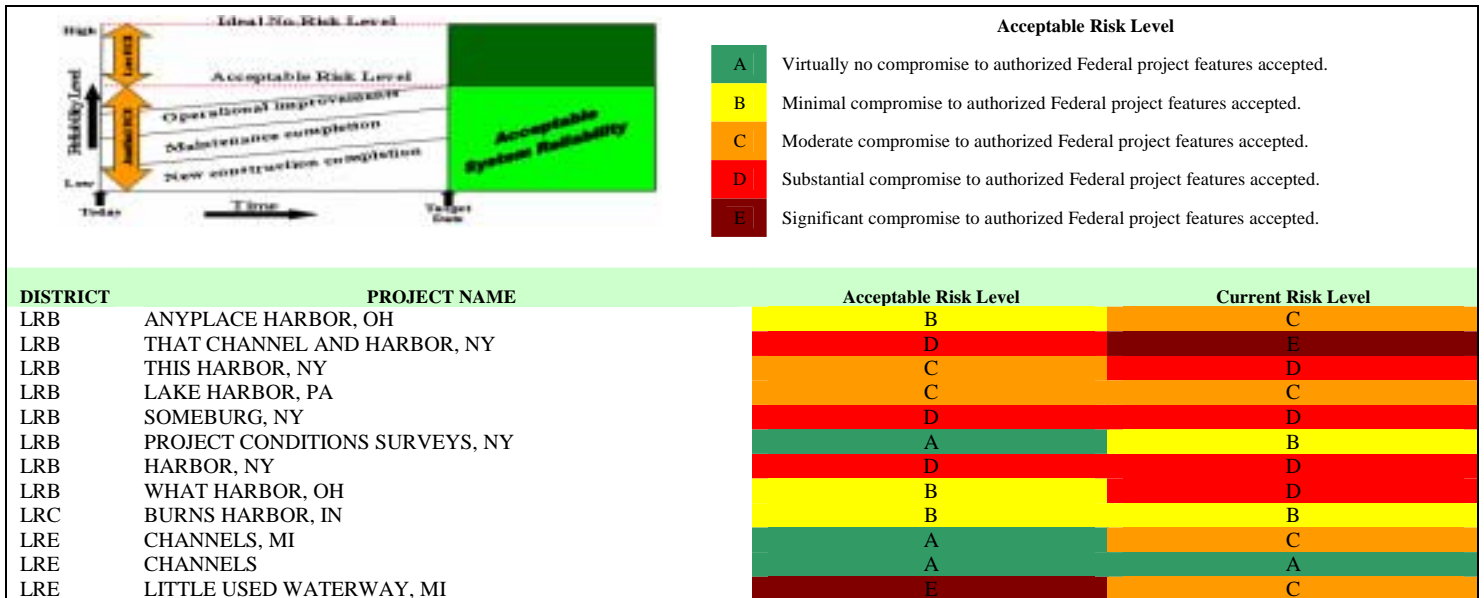 Ideal No Risk Level
High
Acceptable Risk Level
Operational improvements
Maintenance completion
New construction completion
Reliability Level
Low
Acceptable
System Reliability
Today
Time
Target
Date
Acceptable Risk Level
A Virtually no compromise to authorized Federal project features accepted.
B Minimal compromise to authorized Federal project features accepted.
C Moderate compromise to authorized Federal project features accepted.
D Substantial compromise to authorized Federal project features accepted.
E Significant compromise to authorized Federal project features accepted.
DISTRICT PROJECT NAME Acceptable Risk Level Current Risk Level
LRB ANYPLACE HARBOR, OH B C
LRB THAT CHANNEL AND HARBOR, NY D E
LRB THIS HARBOR, NY C D
LRB LAKE HARBOR, PA C C
LRB SOMEBURG, NY D D
LRB PROJECT CONDITIONS SURVEYS, NY A B
LRB HARBOR, NY D D
LRB WHAT HARBOR, OH B D
LRC BURNS HARBOR, IN B B
LRE CHANNELS, MI A C
LRE CHANNELS A A
LRE LITTLE USED WATERWAY, MI E C